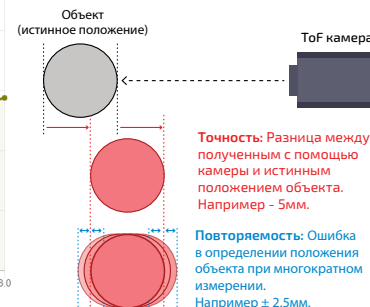 Объект
(истинное положение)
ToF камера
Точность: Разница между
полученным с помощью
камеры и истинным
положением объекта.
Например - 5мм.
Повторяемость: Ошибка
в определении положения
объекта при многократном
измерении.
Например ± 2.5мм.